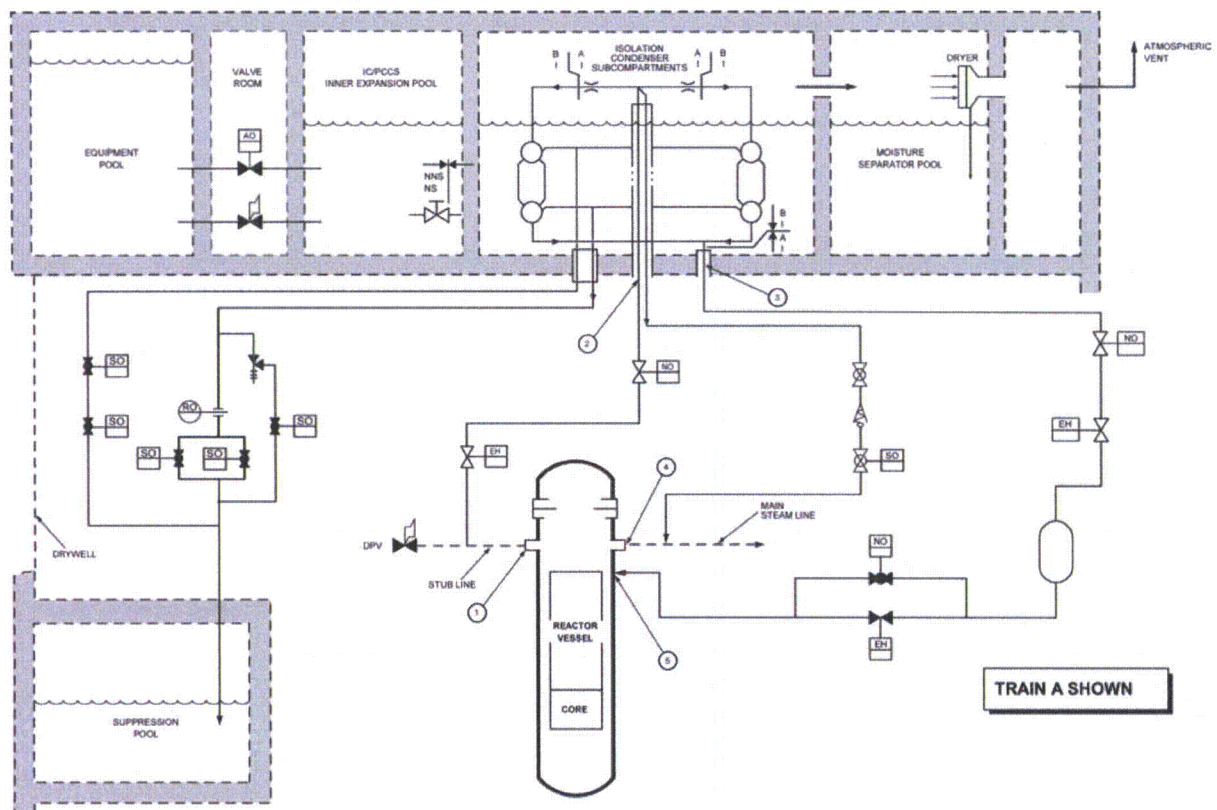 EQUIPMENT
POOL
VALVE
ROOM
AO
IC/PCCS
INNER EXPANSION POOL
NNS
NS
B
A
ISOLATION
CONDENSER
SUBCOMPARTMENTS
A
B
B
A
DRYER
MOISTURE
SEPARATOR POOL
ATMOSPHERIC
VENT
2
3
SO
SO
RO
SO
SO
SO
NO
EH
SO
NO
EH
NO
EH
DRYWELL
DPV
STUB LINE
1
4
MAIN
STEAM LINE
5
REACTOR
VESSEL
CORE
SUPPRESSION
POOL
TRAIN A SHOWN